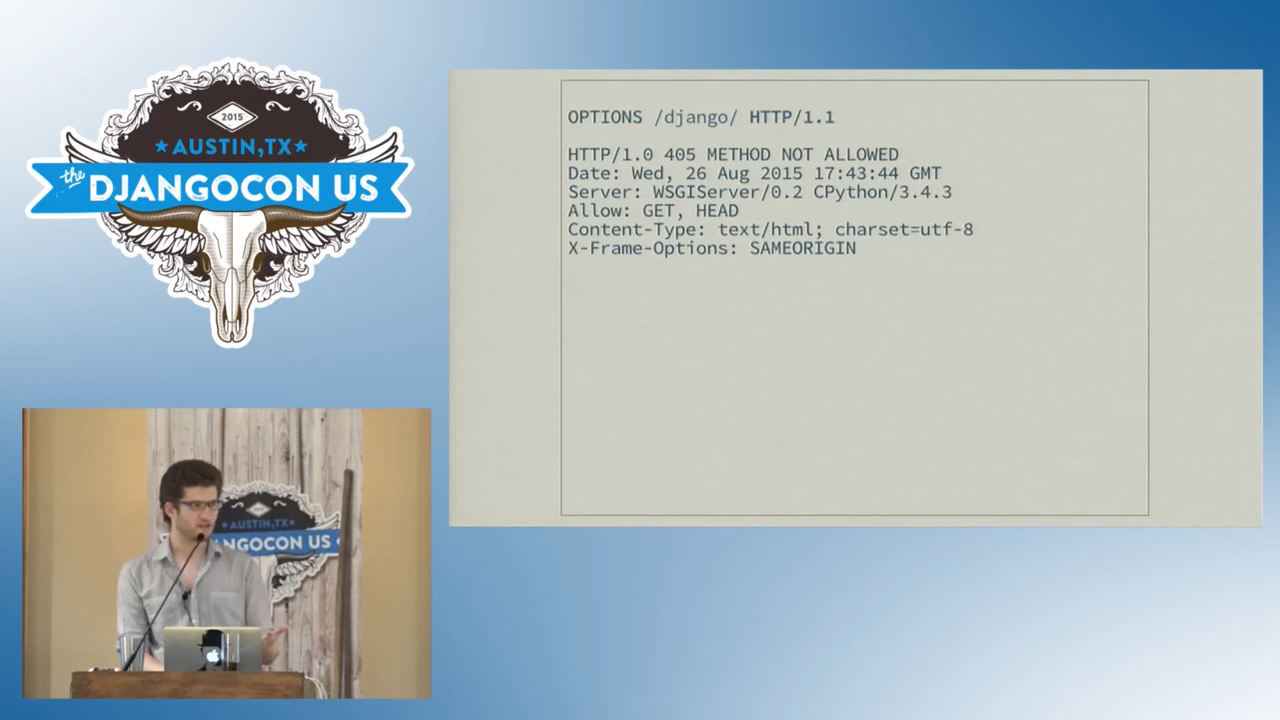 2015
AUSTIN,TX
the
DJANGOCON US
OPTIONS /django/ HTTP/1.1
HTTP/1.0 405 METHOD NOT ALLOWED
Date: Wed, 26 Aug 2015 17:43:44 GMT
Server: WSGIServer/0.2 CPython/3.4.3
Allow: GET, HEAD
Content-Type: text/html; charset=utf-8
X-Frame-Options: SAMEORIGIN
AUSTIN,TX
NGOCON US